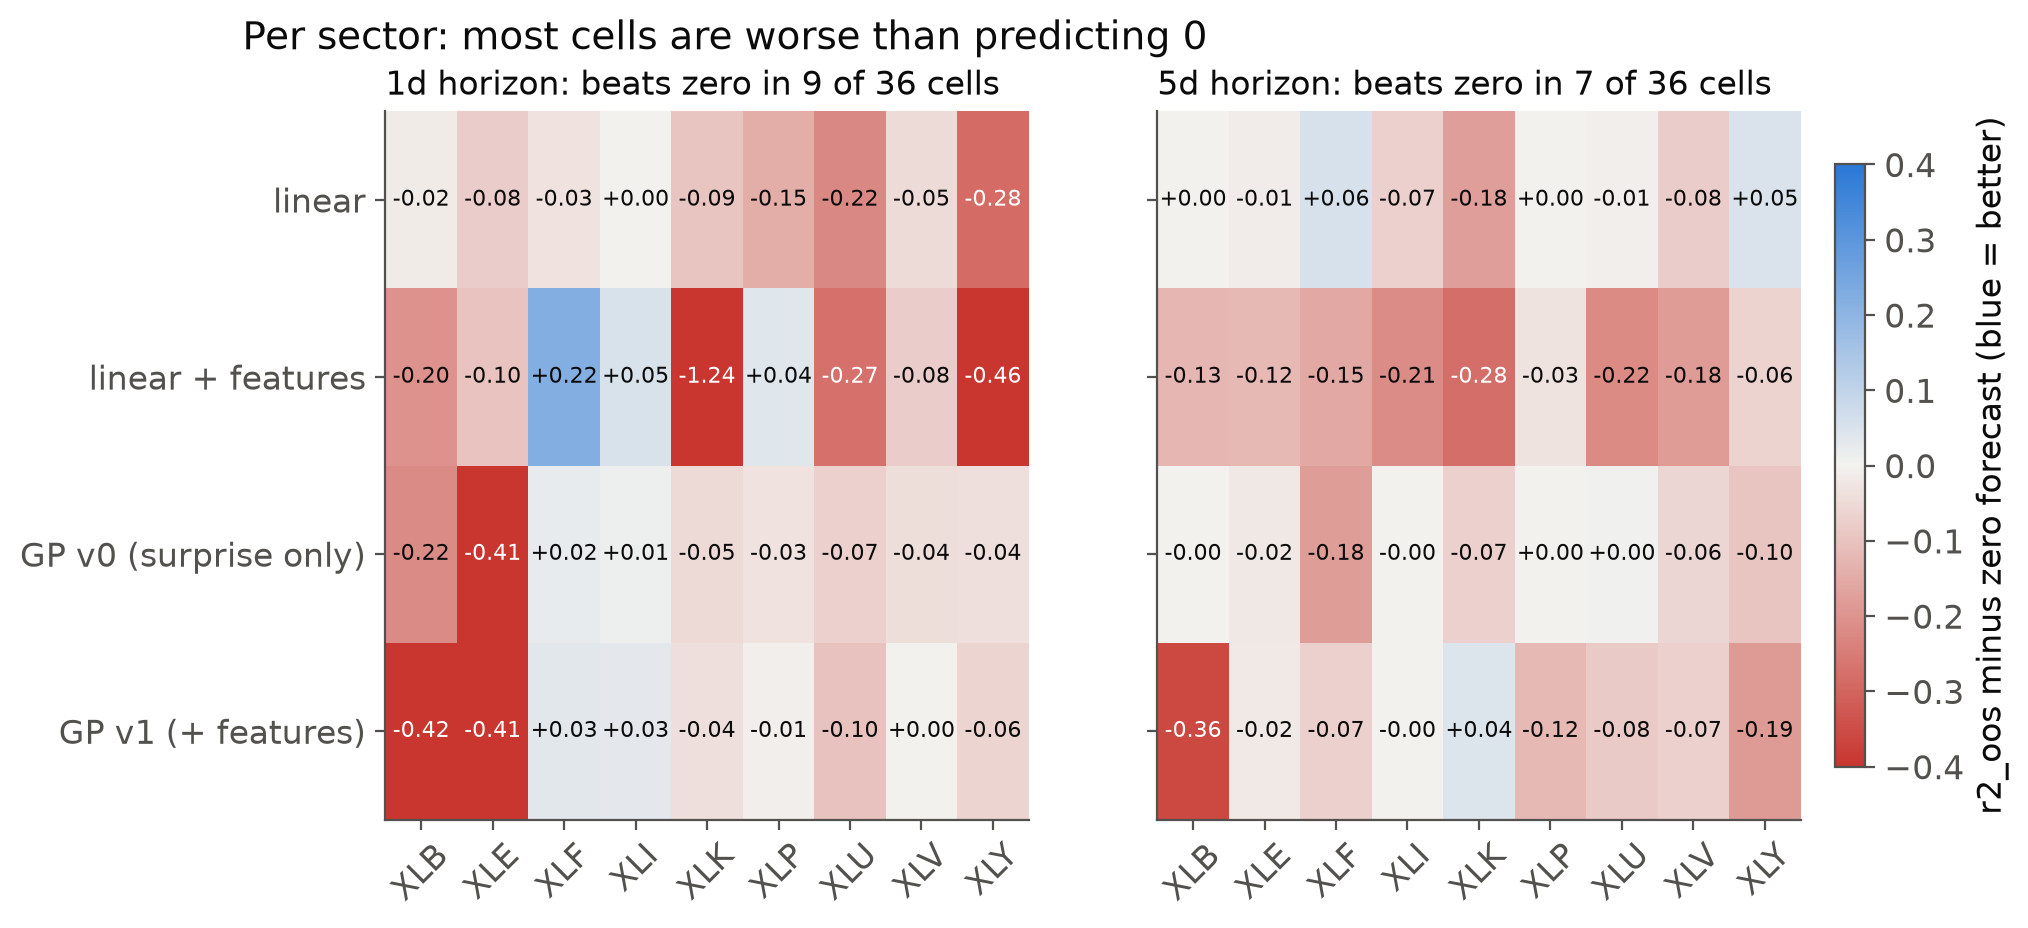 Per sector: most cells are worse than predicting 0
1d horizon: beats zero in 9 of 36 cells
5d horizon: beats zero in 7 of 36 cells
linear
-0.02 -0.08 -0.03 +0.00 -0.09 -0.15 -0.22 -0.05 -0.28
+0.00 -0.01 +0.06 -0.07 -0.18 +0.00 -0.01 -0.08 +0.05
linear + features
-0.20 -0.10 +0.22 +0.05 -1.24 +0.04 -0.27 -0.08 -0.46
-0.13 -0.12 -0.15 -0.21 -0.28 -0.03 -0.22 -0.18 -0.06
GP v0 (surprise only)
-0.22 -0.41 +0.02 +0.01 -0.05 -0.03 -0.07 -0.04 -0.04
-0.00 -0.02 -0.18 -0.00 -0.07 +0.00 +0.00 -0.06 -0.10
GP v1 (+ features)
-0.42 -0.41 +0.03 +0.03 -0.04 -0.01 -0.10 +0.00 -0.06
-0.36 -0.02 -0.07 -0.00 +0.04 -0.12 -0.08 -0.07 -0.19
XLB XLE XLF XLI XLK XLP XLU XLV XLY
XLB XLE XLF XLI XLK XLP XLU XLV XLY
0.4
0.3
0.2
0.1
0.0
−0.1
−0.2
−0.3
−0.4
r2_oos minus zero forecast (blue = better)